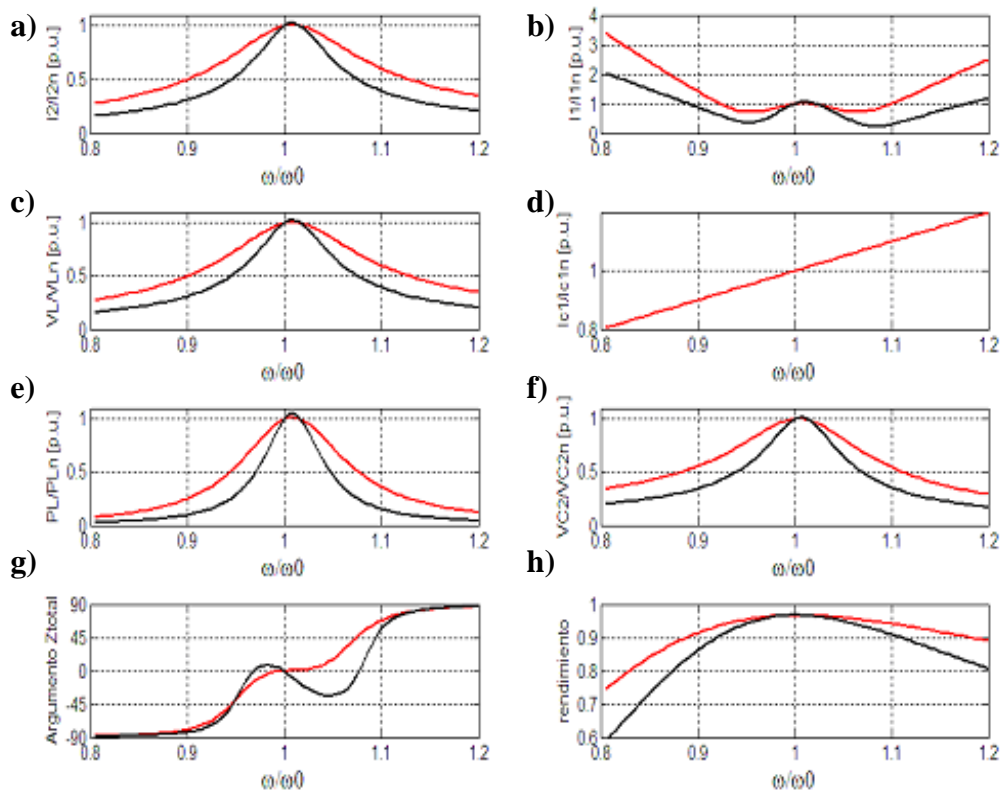 a)
I2/I2n [p.u.]
1
0.5
0
0.8 0.9 1 1.1 1.2
ω/ω0
b)
I1/I1n [p.u.]
4
3
2
1
0
0.8 0.9 1 1.1 1.2
ω/ω0
c)
VL/VLn [p.u.]
1
0.5
0
0.8 0.9 1 1.1 1.2
ω/ω0
d)
Ic1/Ic1n [p.u.]
1
0.8
0.8 0.9 1 1.1 1.2
ω/ω0
e)
PL/PLn [p.u.]
1
0.5
0
0.8 0.9 1 1.1 1.2
ω/ω0
f)
VC2/VC2n [p.u.]
1
0.5
0
0.8 0.9 1 1.1 1.2
ω/ω0
g)
Argumento Ztotal
90
45
0
-45
-90
0.8 0.9 1 1.1 1.2
ω/ω0
h)
rendimiento
1
0.9
0.8
0.7
0.6
0.8 0.9 1 1.1 1.2
ω/ω0